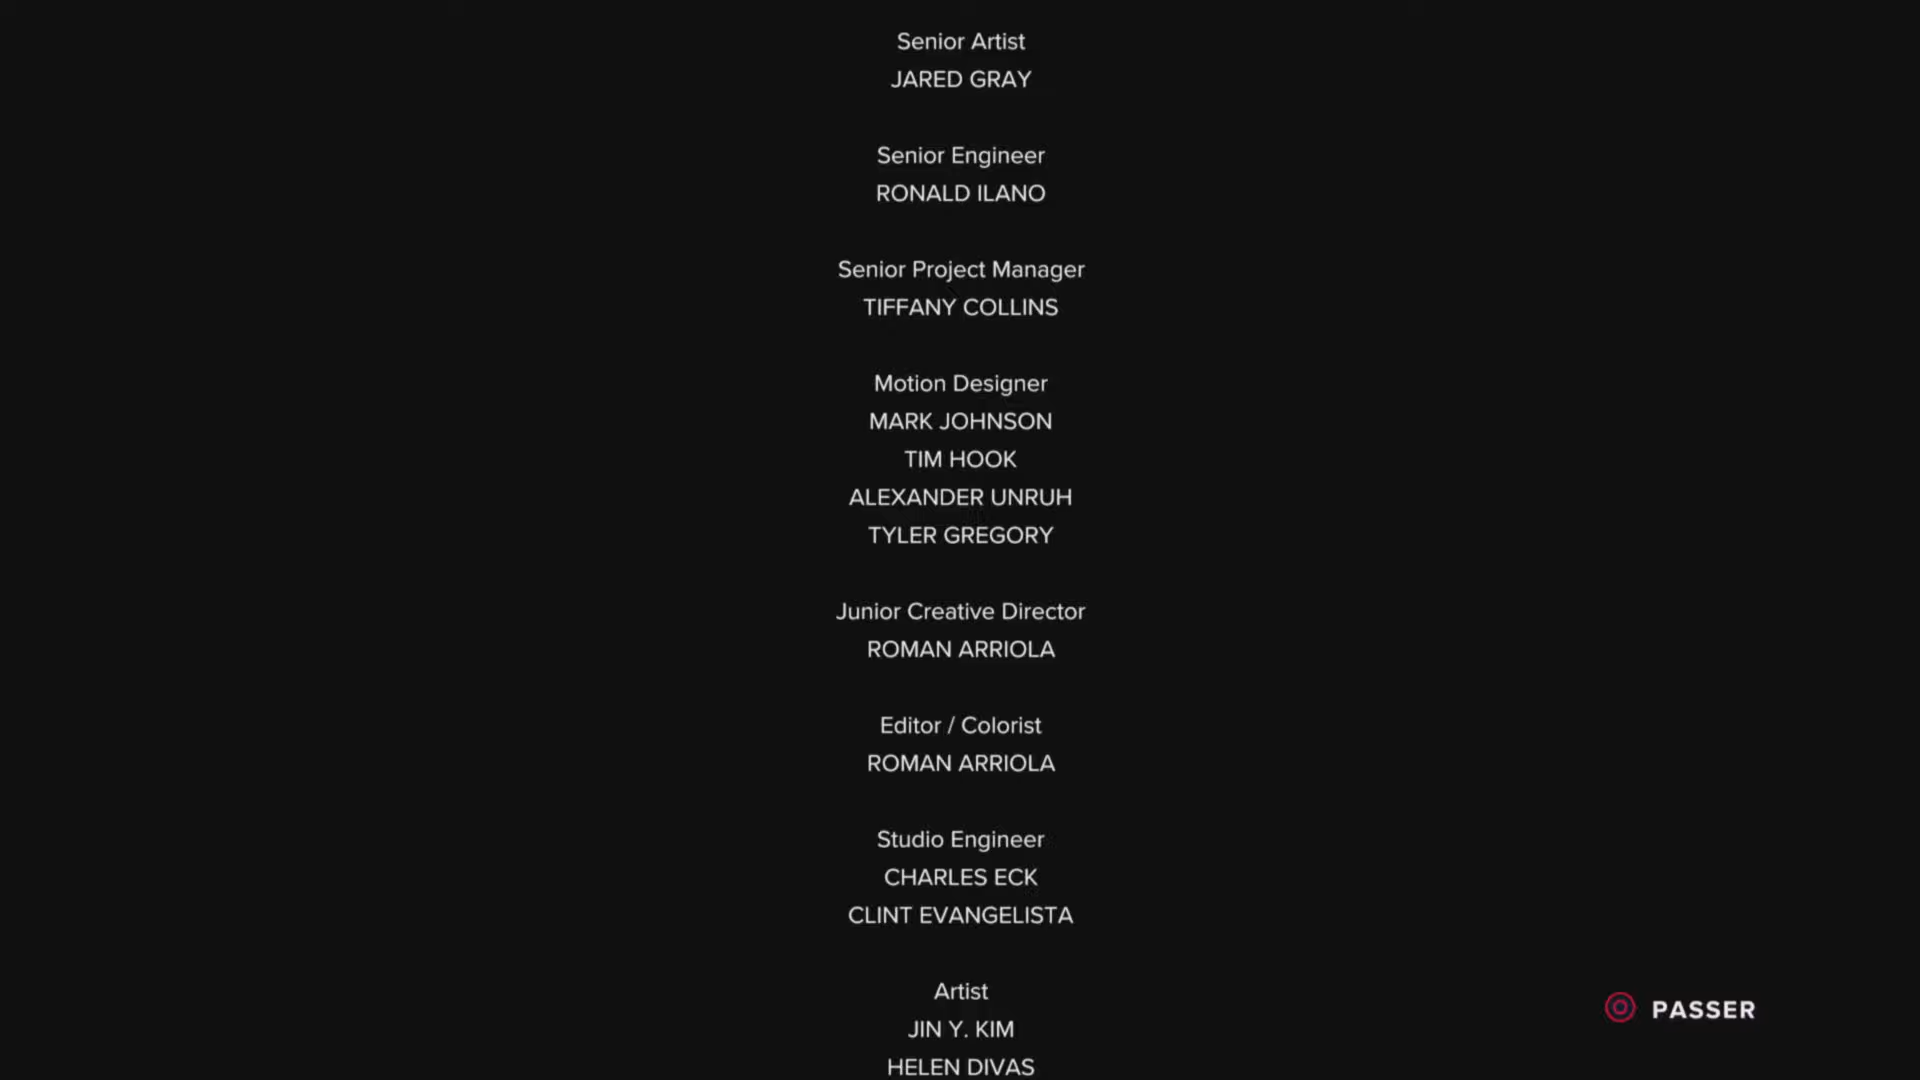 Senior Artist
JARED GRAY
Senior Engineer
RONALD ILANO
Senior Project Manager
TIFFANY COLLINS
Motion Designer
MARK JOHNSON
TIM HOOK
ALEXANDER UNRUH
TYLER GREGORY
Junior Creative Director
ROMAN ARRIOLA
Editor / Colorist
ROMAN ARRIOLA
Studio Engineer
CHARLES ECK
CLINT EVANGELISTA
Artist
JIN Y. KIM
HELEN DIVAS
PASSER